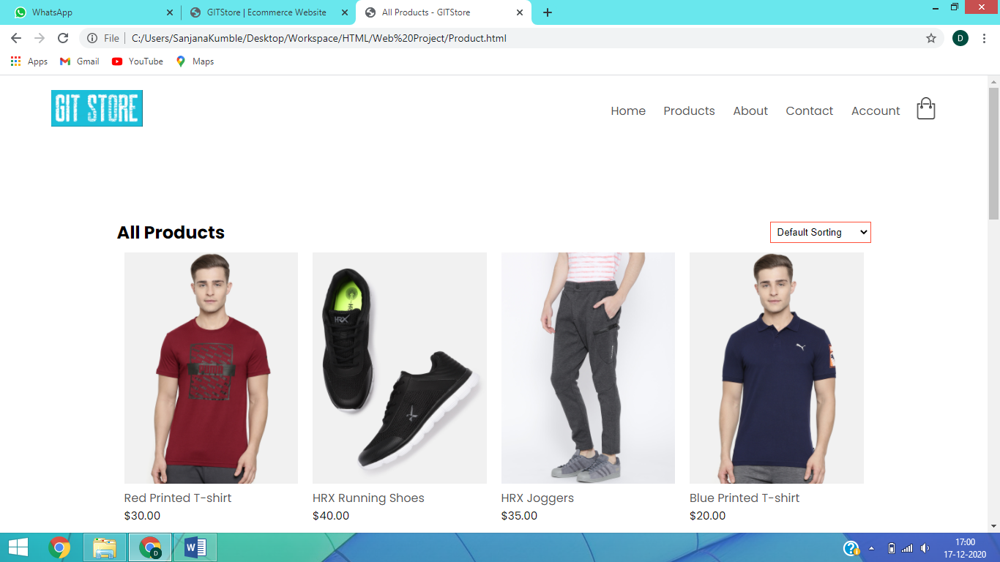 WhatsApp
GITStore | Ecommerce Website
All Products - GITStore
File
C:/Users/SanjanaKumble/Desktop/Workspace/HTML/Web%20Project/Product.html
D
Apps
Gmail
YouTube
Maps
GIT STORE
Home Products About Contact Account
All Products
Default Sorting
HRX
HRX
Red Printed T-shirt
HRX Running Shoes
HRX Joggers
Blue Printed T-shirt
$30.00
$40.00
$35.00
$20.00
D
W
17:00
17-12-2020